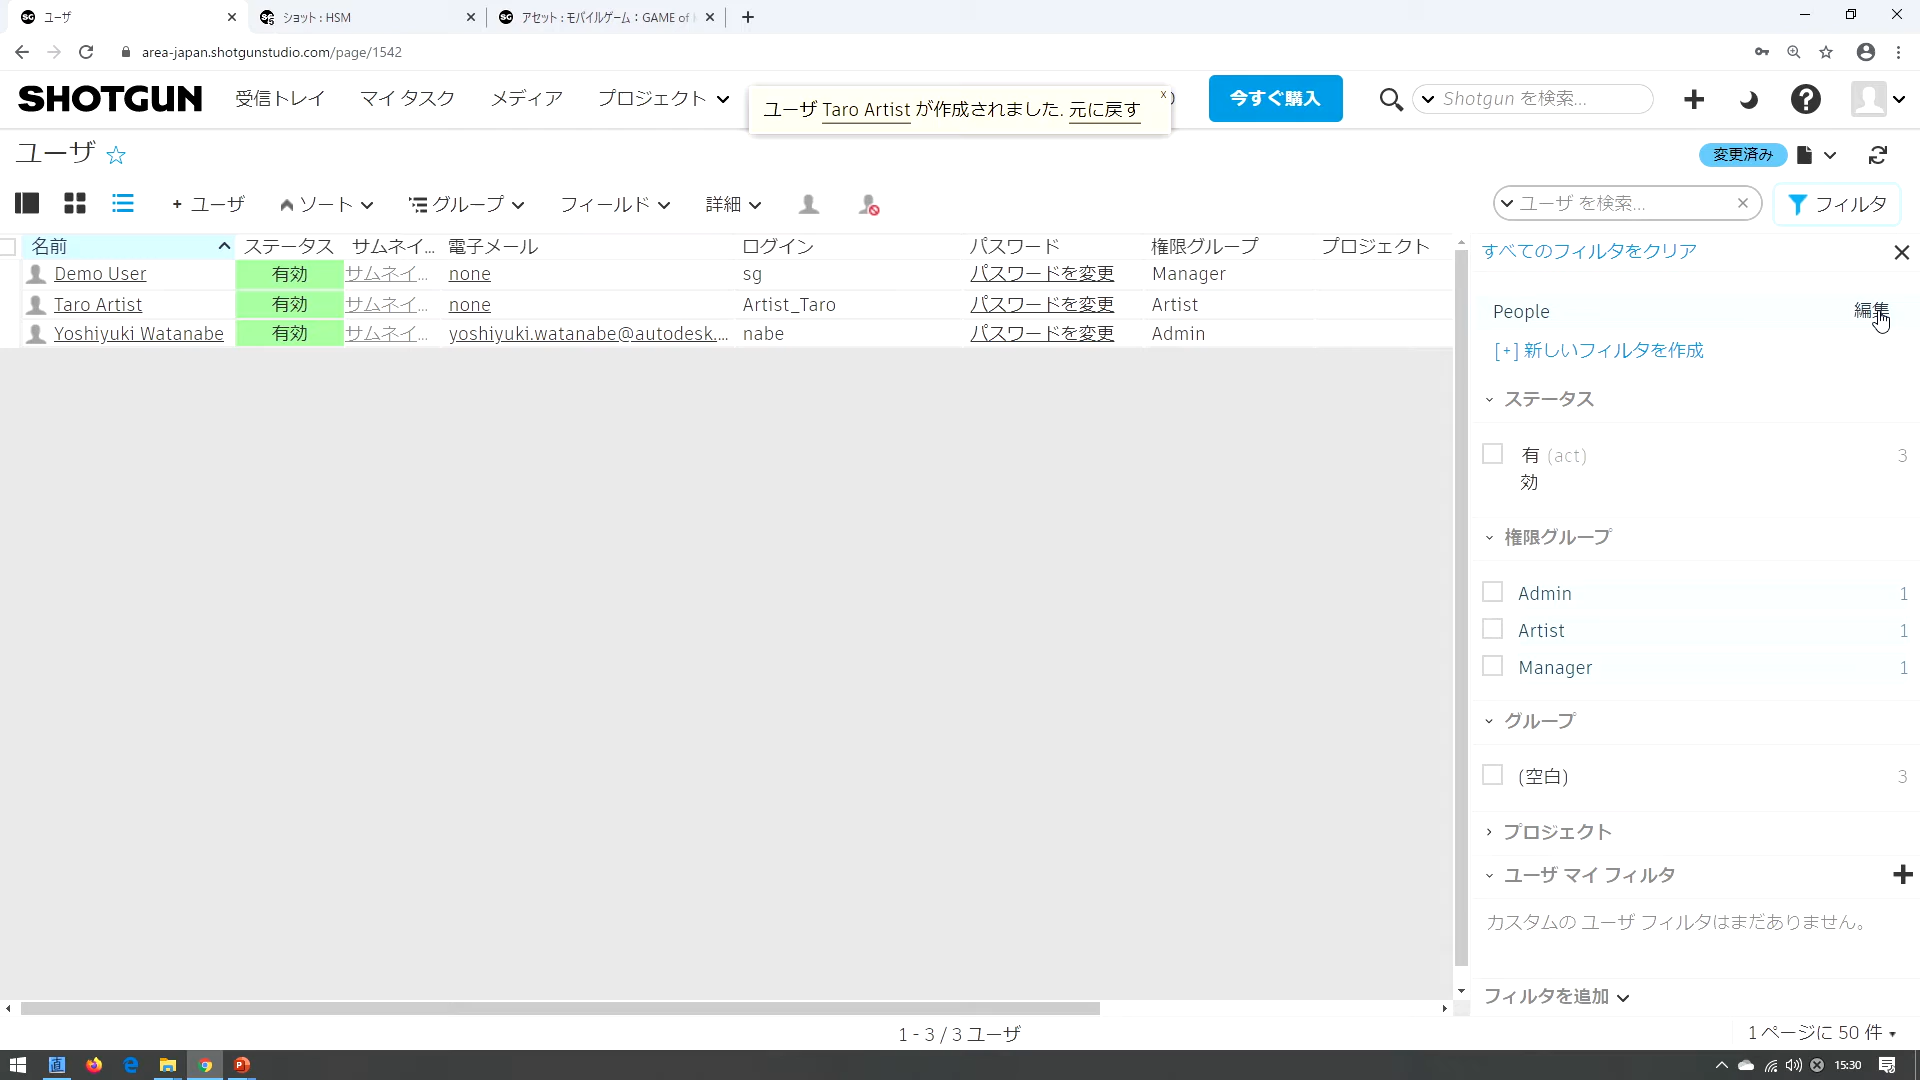 ユーザ
ショット : HSM
アセット : モバイルゲーム：GAME of
area-japan.shotgunstudio.com/page/1542
SHOTGUN
受信トレイ
マイ タスク
メディア
プロジェクト
ユーザ Taro Artist が作成されました. 元に戻す
x
今すぐ購入
Shotgun を検索...
ユーザ
変更済み
+ ユーザ
ソート
グループ
フィールド
詳細
ユーザ を検索...
フィルタ
名前 ステータス サムネイ... 電子メール ログイン パスワード 権限グループ プロジェクト
Demo User 有効 サムネイ... none sg パスワードを変更 Manager
Taro Artist 有効 サムネイ... none Artist_Taro パスワードを変更 Artist
Yoshiyuki Watanabe 有効 サムネイ... yoshiyuki.watanabe@autodesk.... nabe パスワードを変更 Admin
すべてのフィルタをクリア
People 編集
[+] 新しいフィルタを作成
ステータス
有 (act) 3
効
権限グループ
Admin 1
Artist 1
Manager 1
グループ
(空白) 3
プロジェクト
ユーザ マイ フィルタ
カスタムの ユーザ フィルタはまだありません。
フィルタを追加
1 - 3 / 3 ユーザ
1 ページに 50 件
15:30